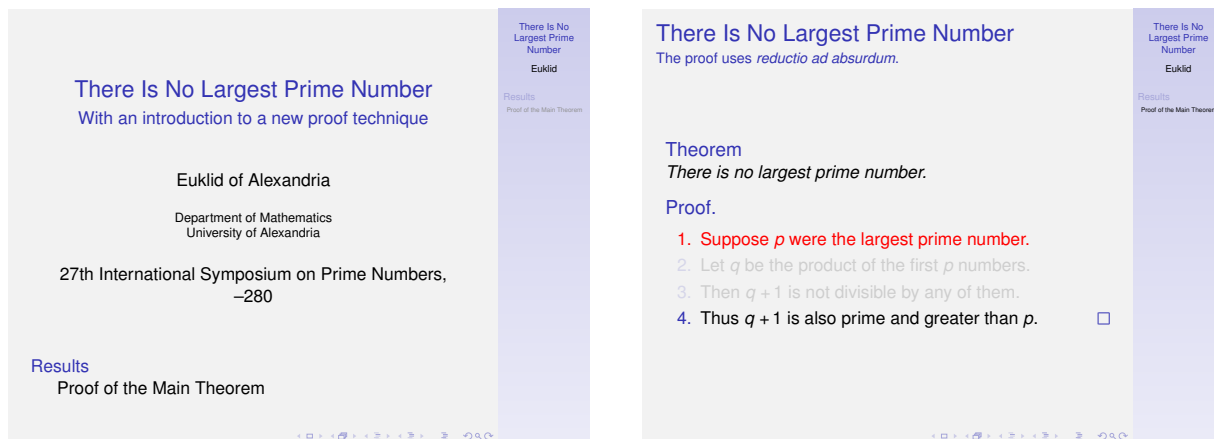 There Is No Largest Prime Number
With an introduction to a new proof technique
Euklid of Alexandria
Department of Mathematics
University of Alexandria
27th International Symposium on Prime Numbers,
–280
Results
Proof of the Main Theorem
There Is No
Largest Prime
Number
Euklid
Results
Proof of the Main Theorem
There Is No Largest Prime Number
The proof uses reductio ad absurdum.
Theorem
There is no largest prime number.
Proof.
1. Suppose p were the largest prime number.
2. Let q be the product of the first p numbers.
3. Then q + 1 is not divisible by any of them.
4. Thus q + 1 is also prime and greater than p. □
There Is No
Largest Prime
Number
Euklid
Results
Proof of the Main Theorem